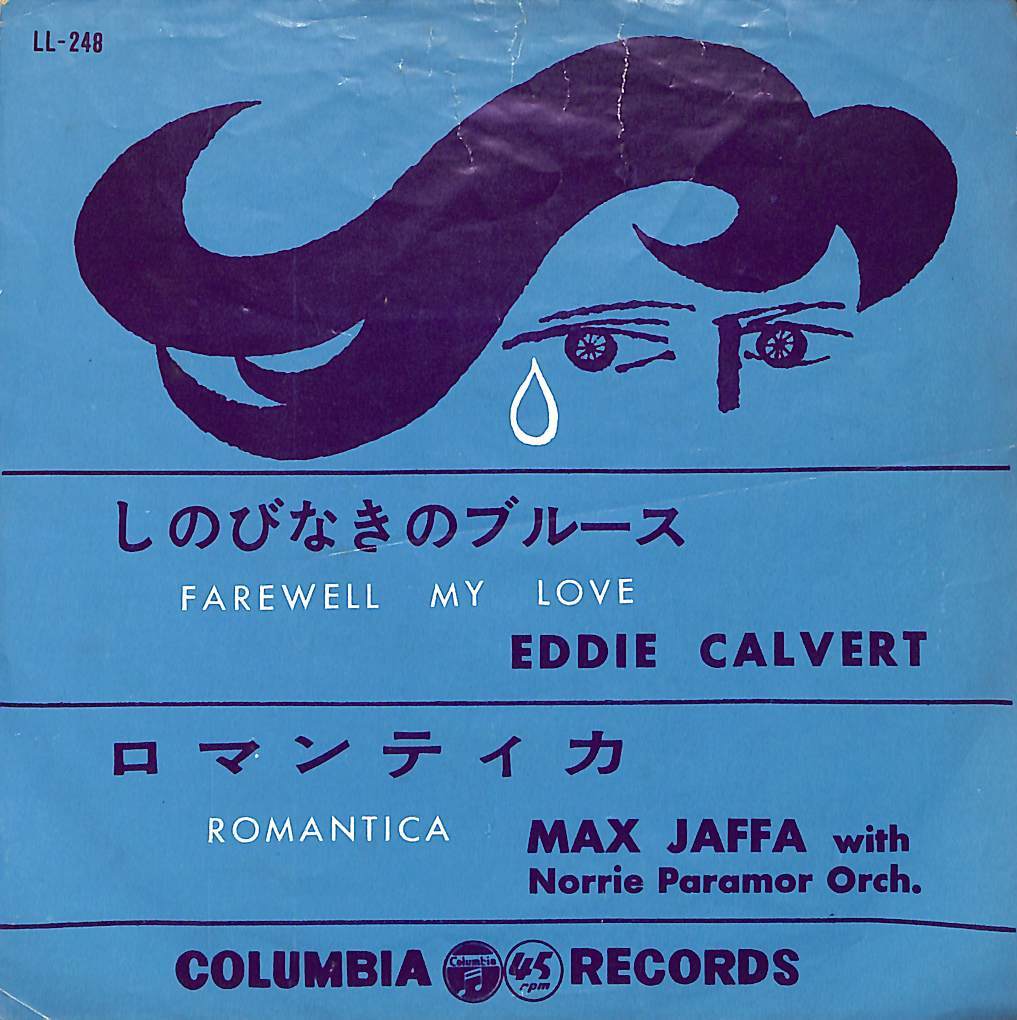 LL-248
しのびなきのブルース
FAREWELL MY LOVE
EDDIE CALVERT
ロマンティカ
ROMANTICA
MAX JAFFA with
Norrie Paramor Orch.
COLUMBIA Columbia 45 rpm RECORDS